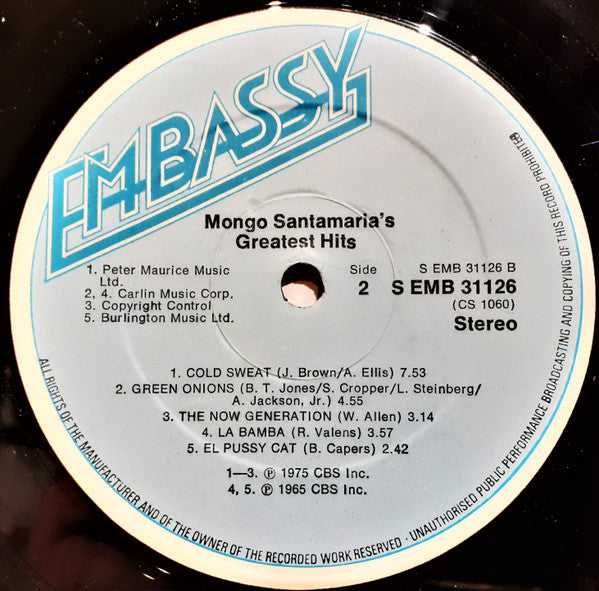 EMBASSY
Mongo Santamaria's
Greatest Hits
1. Peter Maurice Music
Ltd.
2, 4. Carlin Music Corp.
3. Copyright Control
5. Burlington Music Ltd.
Side
2
S EMB 31126 B
S EMB 31126
(CS 1060)
Stereo
1. COLD SWEAT (J. Brown/A. Ellis) 7.53
2. GREEN ONIONS (B. T. Jones/S. Cropper/L. Steinberg/
A. Jackson, Jr.) 4.55
3. THE NOW GENERATION (W. Allen) 3.14
4. LA BAMBA (R. Valens) 3.57
5. EL PUSSY CAT (B. Capers) 2.42
1—3. ℗ 1975 CBS Inc.
4, 5. ℗ 1965 CBS Inc.
ALL RIGHTS OF THE MANUFACTURER AND OF THE OWNER OF THE RECORDED WORK RESERVED · UNAUTHORISED PUBLIC PERFORMANCE BROADCASTING AND COPYING OF THIS RECORD PROHIBITED